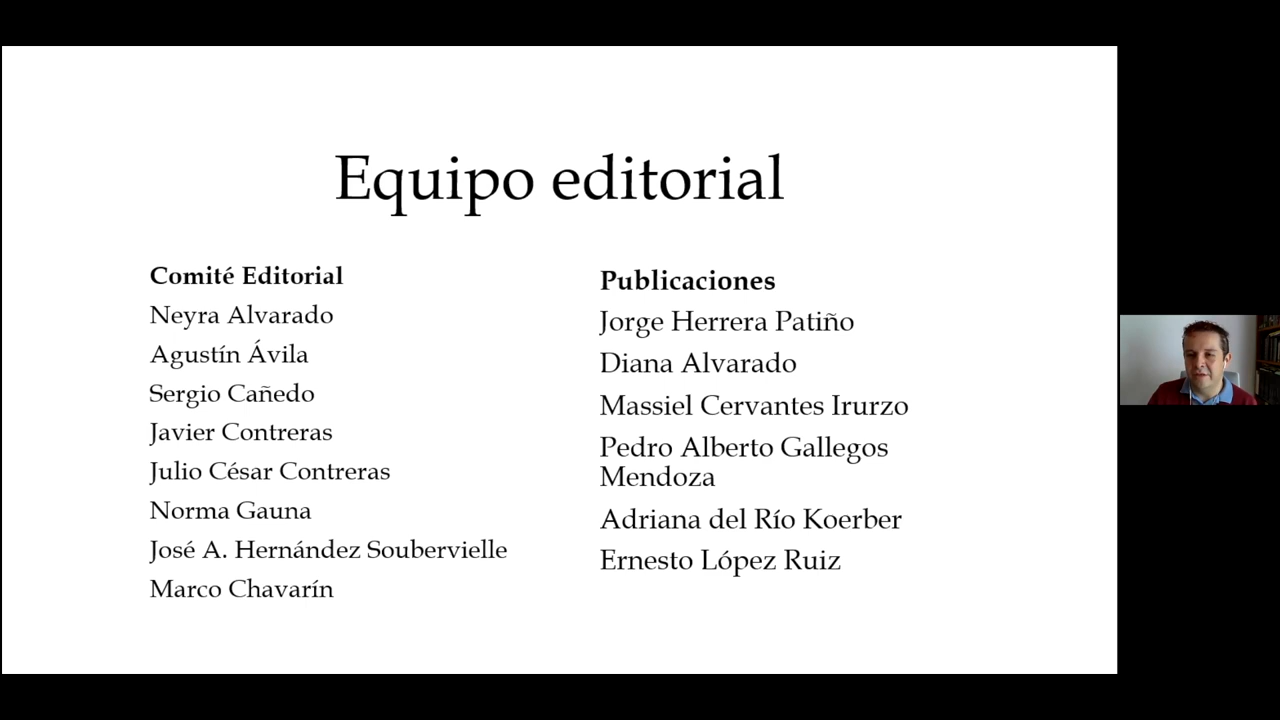 Equipo editorial
Comité Editorial
Neyra Alvarado
Agustín Ávila
Sergio Cañedo
Javier Contreras
Julio César Contreras
Norma Gauna
José A. Hernández Soubervielle
Marco Chavarín
Publicaciones
Jorge Herrera Patiño
Diana Alvarado
Massiel Cervantes Irurzo
Pedro Alberto Gallegos
Mendoza
Adriana del Río Koerber
Ernesto López Ruiz